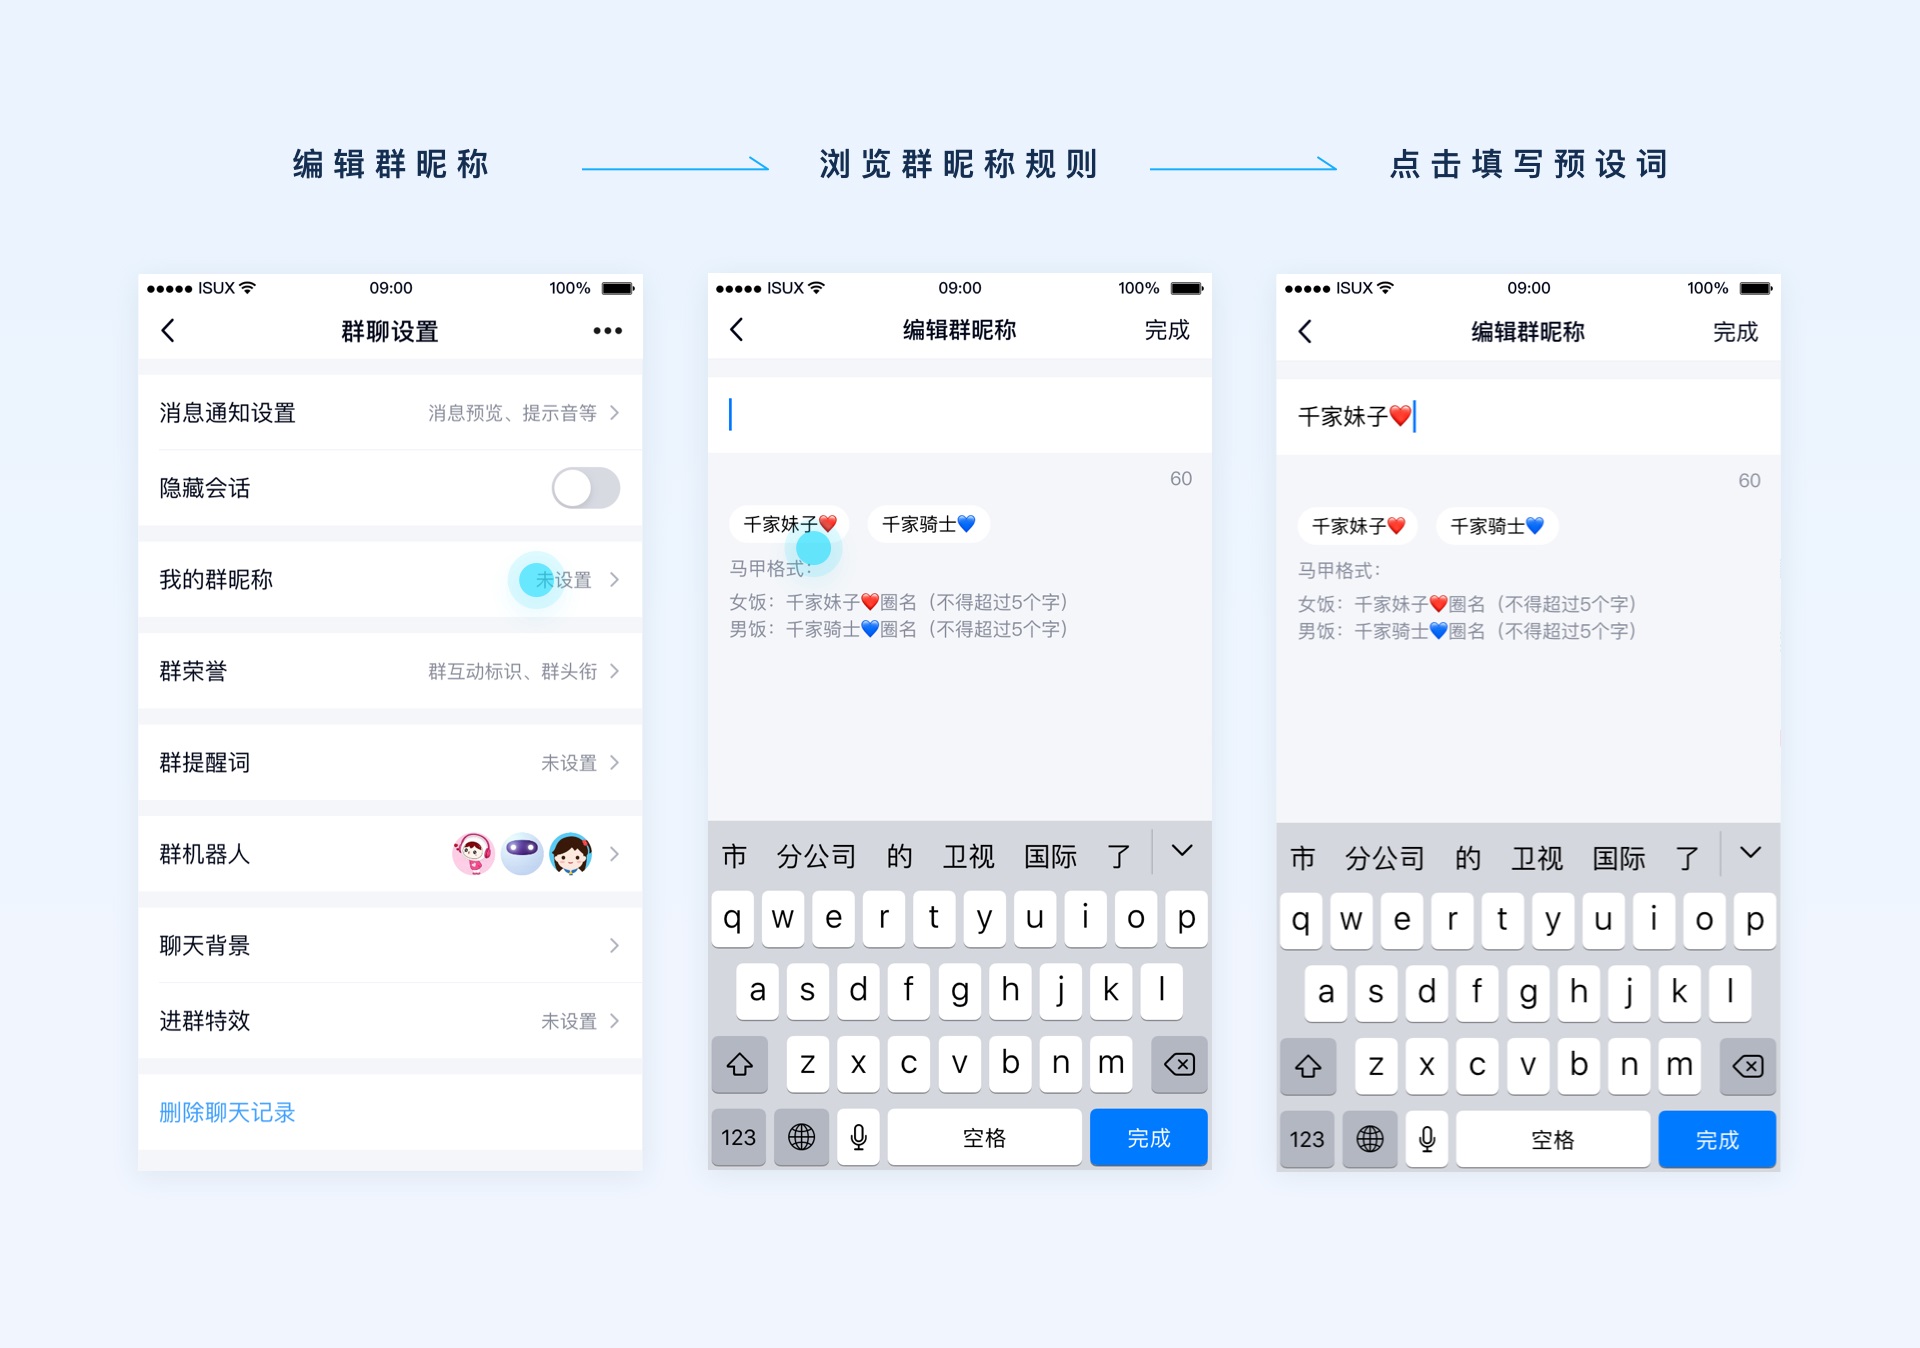 编辑群昵称
浏览群昵称规则
点击填写预设词
ISUX 09:00 100%
群聊设置
消息通知设置 消息预览、提示音等
隐藏会话
我的群昵称 未设置
群荣誉 群互动标识、群头衔
群提醒词 未设置
群机器人
聊天背景
进群特效 未设置
删除聊天记录
ISUX 09:00 100%
编辑群昵称 完成
60
千家妹子❤️ 千家骑士💙
马甲格式：
女饭：千家妹子❤️圈名（不得超过5个字）
男饭：千家骑士💙圈名（不得超过5个字）
市 分公司 的 卫视 国际 了
q w e r t y u i o p
a s d f g h j k l
z x c v b n m
123 空格 完成
ISUX 09:00 100%
编辑群昵称 完成
千家妹子❤️
60
千家妹子❤️ 千家骑士💙
马甲格式：
女饭：千家妹子❤️圈名（不得超过5个字）
男饭：千家骑士💙圈名（不得超过5个字）
市 分公司 的 卫视 国际 了
q w e r t y u i o p
a s d f g h j k l
z x c v b n m
123 空格 完成